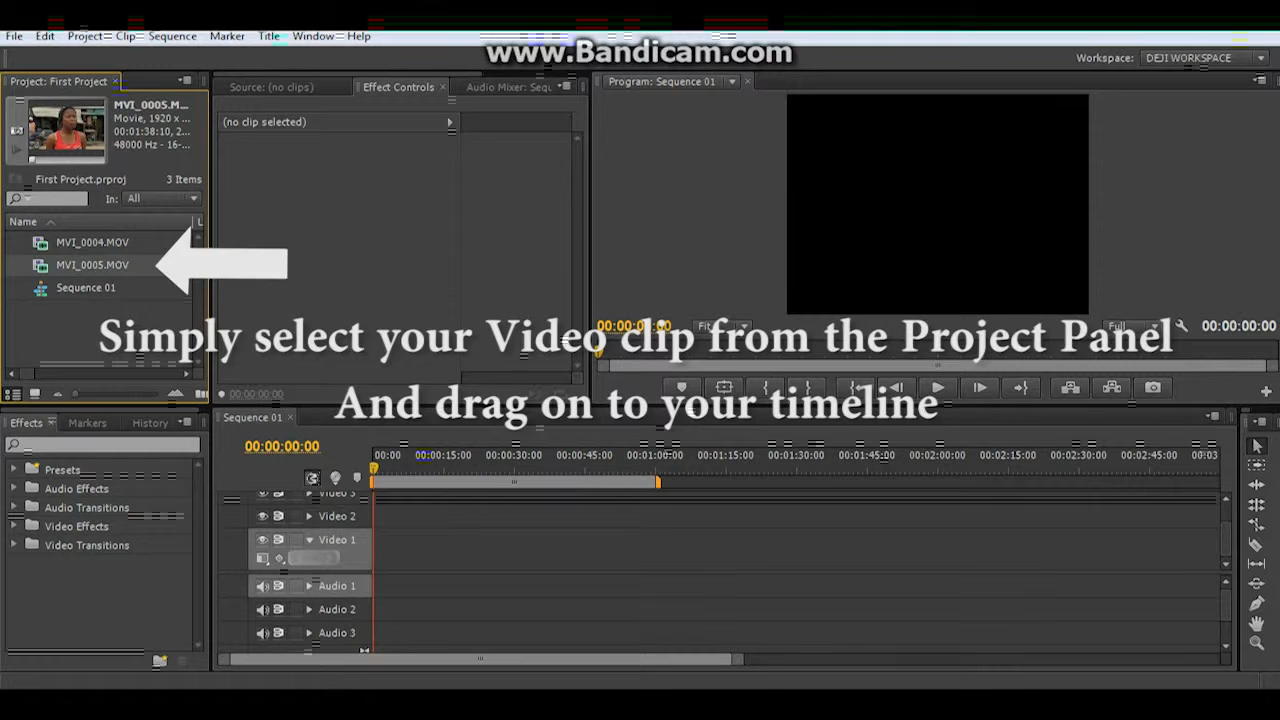 File Edit Project Clip Sequence Marker Title Window Help
www.Bandicam.com
Workspace: DEJI WORKSPACE
Project: First Project
Source: (no clips)
Effect Controls
Audio Mixer: Sequ
Program: Sequence 01
MVI_0005.M...
Movie, 1920 x ...
00:01:38:10, 2...
48000 Hz - 16-...
(no clip selected)
First Project.prproj 3 Items
In: All
Name L
MVI_0004.MOV
MVI_0005.MOV
Sequence 01
Simply select your Video clip from the Project Panel
And drag on to your timeline
00:00:00:00
Full
00:00:00:00
00:00:00:00
Effects Markers History
Sequence 01
00:00:00:00
00:00 00:00:15:00 00:00:30:00 00:00:45:00 00:01:00:00 00:01:15:00 00:01:30:00 00:01:45:00 00:02:00:00 00:02:15:00 00:02:30:00 00:02:45:00 00:03
Presets
Audio Effects
Audio Transitions
Video Effects
Video Transitions
Video 3
Video 2
Video 1
Audio 1
Audio 2
Audio 3